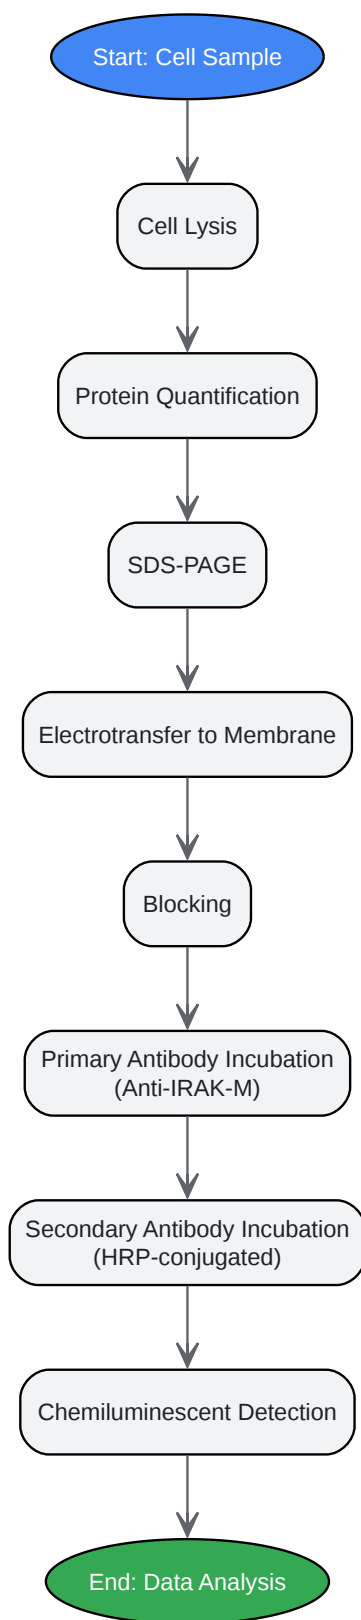 Start: Cell Sample
Cell Lysis
Protein Quantification
SDS-PAGE
Electrotransfer to Membrane
Blocking
Primary Antibody Incubation
(Anti-IRAK-M)
Secondary Antibody Incubation
(HRP-conjugated)
Chemiluminescent Detection
End: Data Analysis